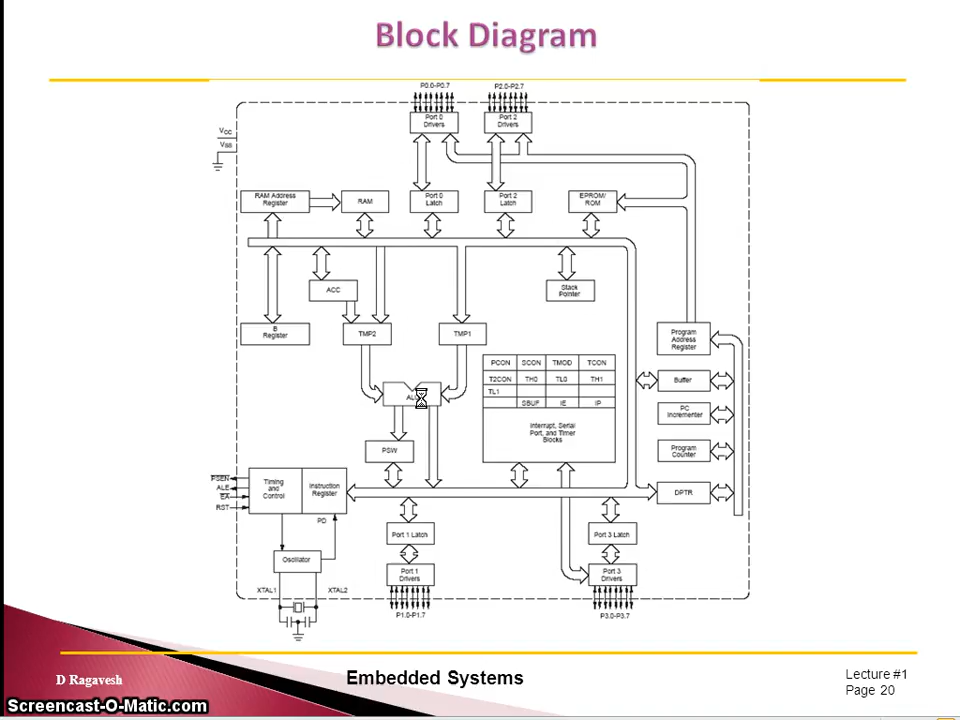 Block Diagram
P0.0-P0.7
P2.0-P2.7
Port 0
Drivers
Port 2
Drivers
VCC
VSS
RAM Address
Register
RAM
Port 0
Latch
Port 2
Latch
EPROM/
ROM
ACC
Stack
Pointer
B
Register
TMP2
TMP1
Program
Address
Register
PCON SCON TMOD TCON
T2CON TH0 TL0 TH1
TL1
SBUF IE IP
Interrupt, Serial
Port, and Timer
Blocks
Buffer
ALU
PC
Incrementer
PSW
Program
Counter
PSEN
ALE
EA
RST
Timing
and
Control
Instruction
Register
DPTR
PD
Port 1 Latch
Port 3 Latch
Oscillator
Port 1
Drivers
Port 3
Drivers
XTAL1
XTAL2
P1.0-P1.7
P3.0-P3.7
D Ragavesh
Embedded Systems
Lecture #1
Page 20
Screencast-O-Matic.com